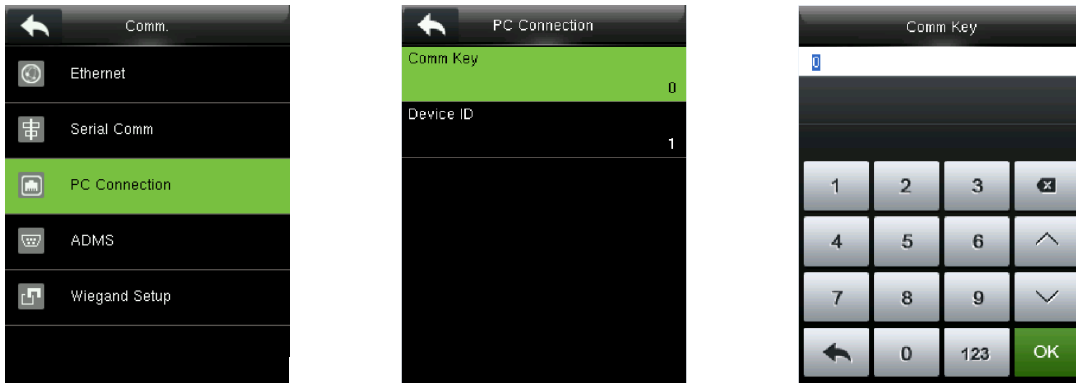 Comm.
Ethernet
Serial Comm
PC Connection
ADMS
Wiegand Setup
PC Connection
Comm Key
0
Device ID
1
Comm Key
0
1 2 3
4 5 6
7 8 9
0 123 OK